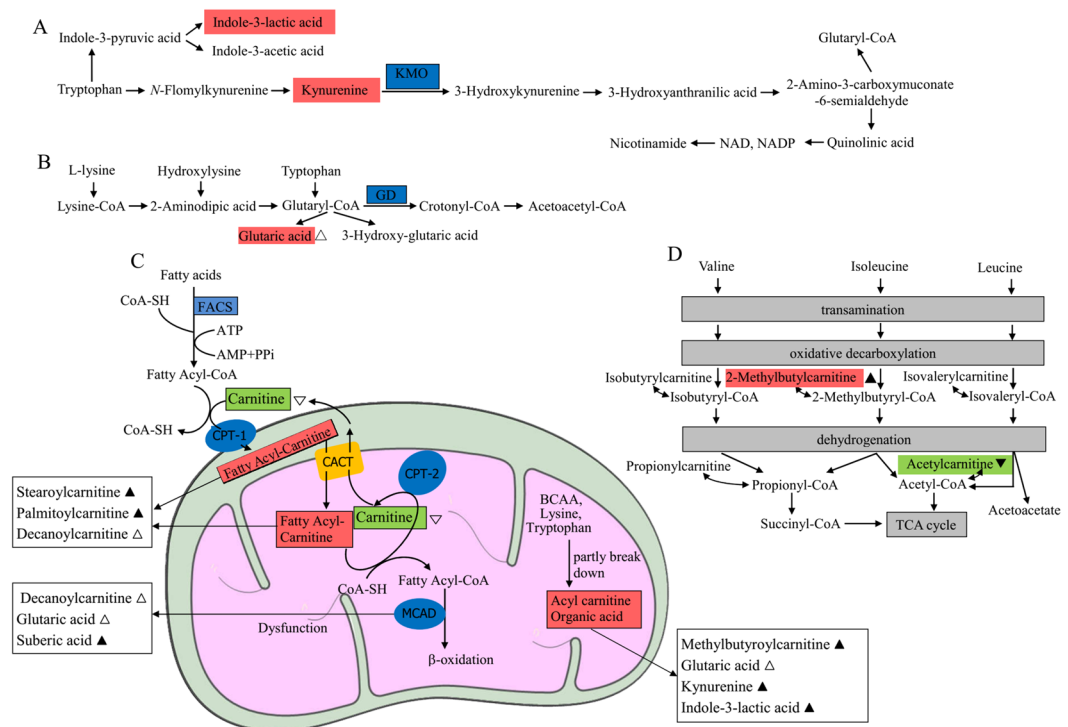 A
Indole-3-lactic acid
Indole-3-pyruvic acid
Indole-3-acetic acid
Glutaryl-CoA
KMO
Tryptophan
N-Flomylkynurenine
Kynurenine
3-Hydroxykynurenine
3-Hydroxyanthranilic acid
2-Amino-3-carboxymuconate
-6-semialdehyde
Nicotinamide
NAD, NADP
Quinolinic acid
B
L-lysine
Hydroxylysine
Typtophan
GD
Lysine-CoA
2-Aminodipic acid
Glutaryl-CoA
Crotonyl-CoA
Acetoacetyl-CoA
Glutaric acid △
3-Hydroxy-glutaric acid
C
Fatty acids
CoA-SH
FACS
ATP
AMP+PPi
Fatty Acyl-CoA
Carnitine ▽
CoA-SH
CPT-1
Fatty Acyl-Carnitine
CACT
CPT-2
Stearoylcarnitine ▲
Palmitoylcarnitine ▲
Decanoylcarnitine △
Fatty Acyl-
Carnitine
Carnitine ▽
BCAA,
Lysine,
Tryptophan
partly break
down
CoA-SH
Fatty Acyl-CoA
Acyl carnitine
Organic acid
Decanoylcarnitine △
Glutaric acid △
Suberic acid ▲
Dysfunction
MCAD
β-oxidation
Methylbutyroylcarnitine ▲
Glutaric acid △
Kynurenine ▲
Indole-3-lactic acid ▲
D
Valine
Isoleucine
Leucine
transamination
oxidative decarboxylation
Isobutyrylcarnitine
2-Methylbutylcarnitine ▲
Isovalerylcarnitine
Isobutyryl-CoA
2-Methylbutyryl-CoA
Isovaleryl-CoA
dehydrogenation
Propionylcarnitine
Acetylcarnitine ▼
Propionyl-CoA
Acetyl-CoA
Acetoacetate
Succinyl-CoA
TCA cycle